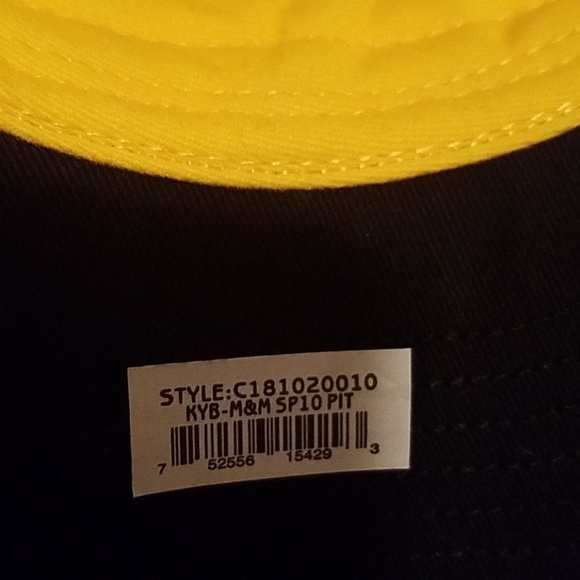 STYLE:C181020010
KYB-M&M SP10 PIT
7 52556 15429 3